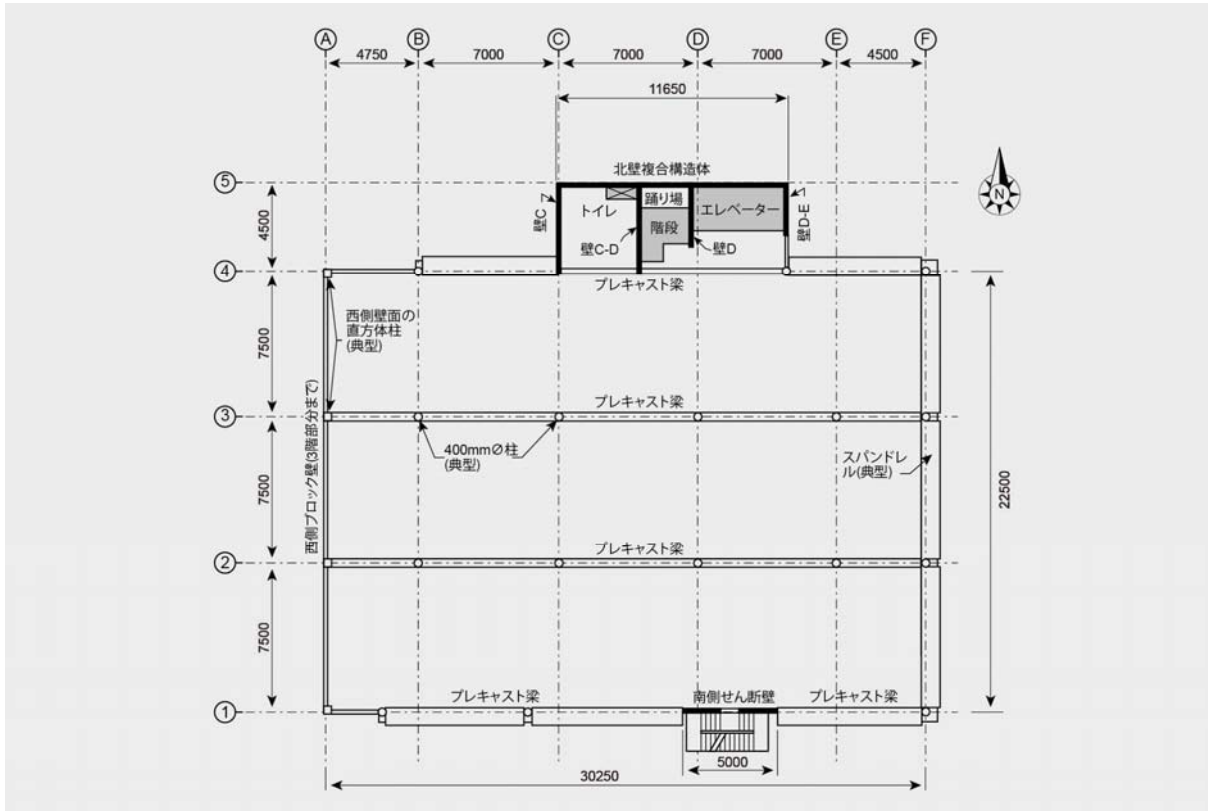 A B C D E F
4750 7000 7000 7000 4500
11650
北壁複合構造体
5
N
壁C
トイレ
踊り場
エレベーター
壁D-E
階段
4500
壁C-D
壁D
4
プレキャスト梁
西側壁面の
直方体柱
(典型)
7500
3
プレキャスト梁
400mm∅柱
(典型)
スパンドレ
ル(典型)
西側ブロック壁(3階部分まで)
7500
22500
2
プレキャスト梁
7500
プレキャスト梁
南側せん断壁
プレキャスト梁
1
5000
30250